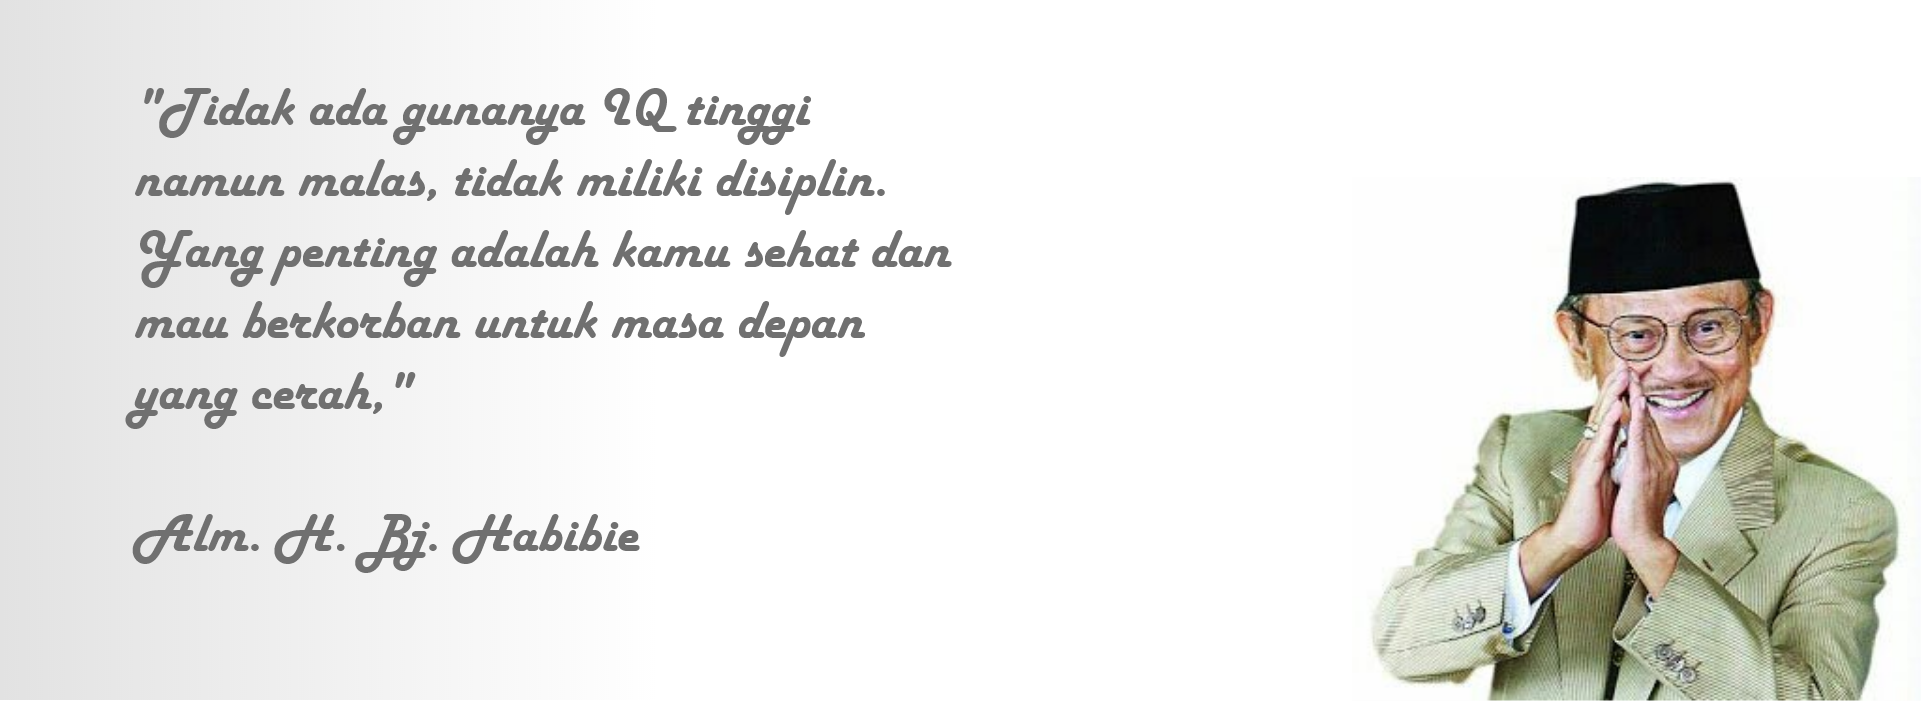 "Tidak ada gunanya IQ tinggi
namun malas, tidak miliki disiplin.
Yang penting adalah kamu sehat dan
mau berkorban untuk masa depan
yang cerah,"
Alm. H. Bj. Habibie